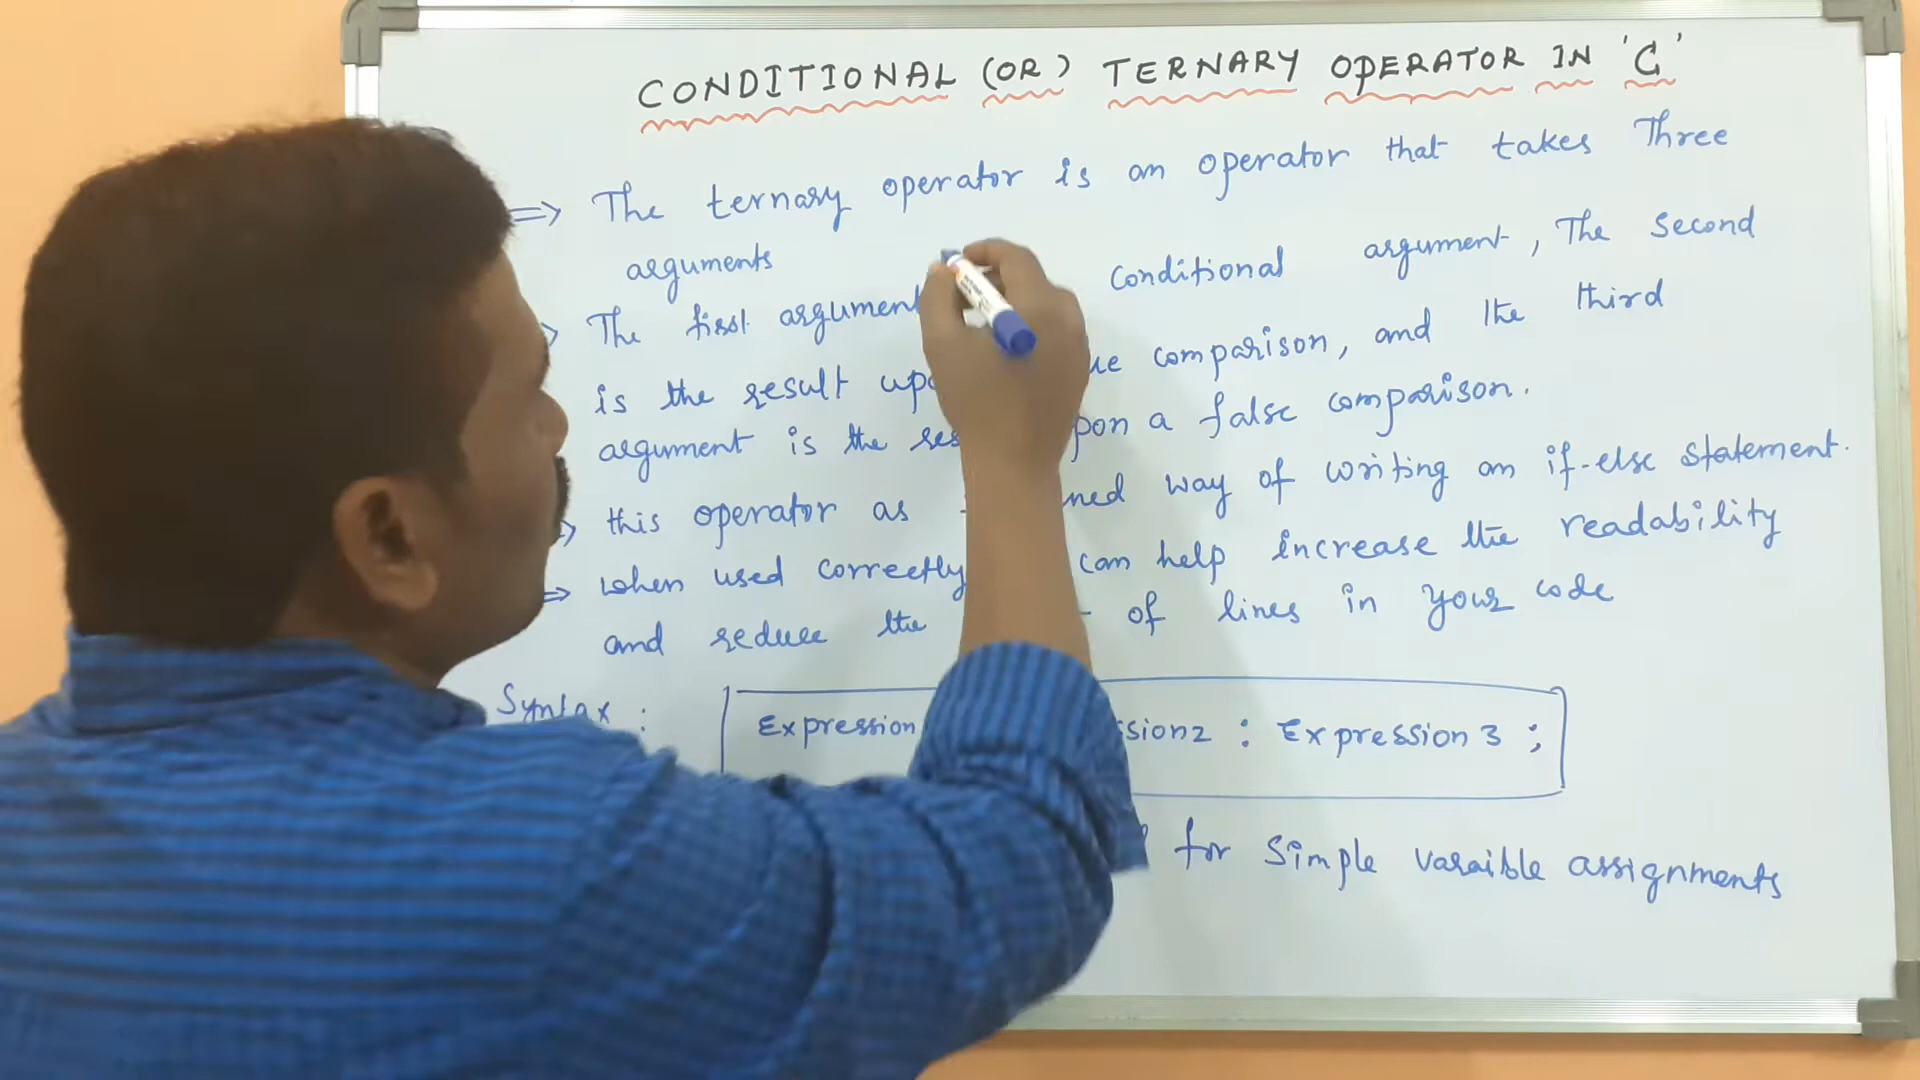 CONDITIONAL (OR) TERNARY OPERATOR IN 'C'
=> The ternary operator is an operator that takes Three
arguments
The first argument conditional argument, The second
is the result comparison, and the third
argument is the a false comparison.
this operator as way of writing an if-else statement.
=> when used correctly can help increase the readability
and reduce the of lines in your code
Syntax :
Expression : Expression 3 ;
for simple varaible assignments